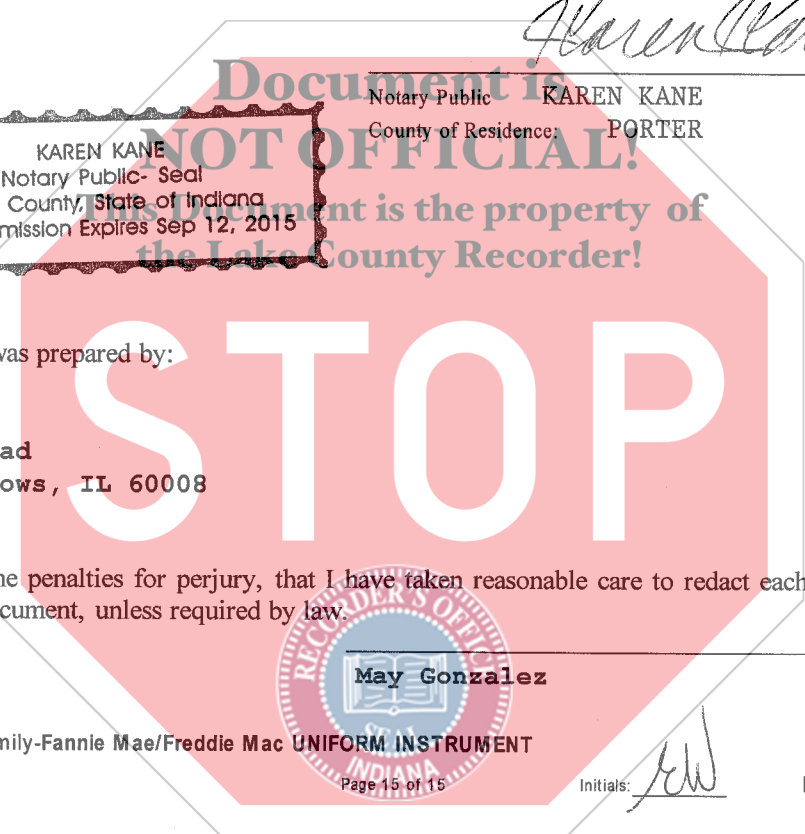 Karen Kan
Document is
Notary Public KAREN KANE
NOT OFFICIAL!
County of Residence: PORTER
This Document is the property of
the Lake County Recorder!
KAREN KANE
Notary Public- Seal
County, State of Indiana
mission Expires Sep 12, 2015
STOP
was prepared by:
ad
ows, IL 60008
he penalties for perjury, that I have taken reasonable care to redact each
cument, unless required by law.
RECORDER'S OFFIC
SEAL
INDIANA
May Gonzalez
mily-Fannie Mae/Freddie Mac UNIFORM INSTRUMENT
Page 15 of 15
Initials: